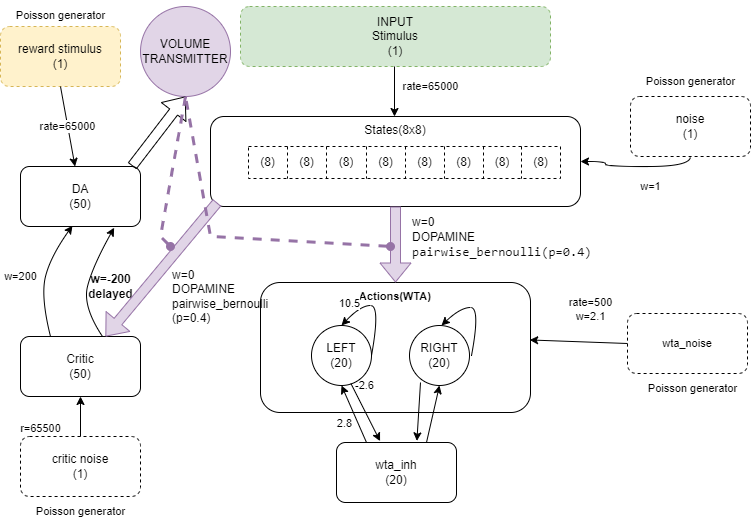 Poisson generator
reward stimulus
(1)
VOLUME
TRANSMITTER
INPUT
Stimulus
(1)
rate=65000
rate=65000
Poisson generator
noise
(1)
w=1
States(8x8)
(8) (8) (8) (8) (8) (8) (8) (8)
DA
(50)
w=0
DOPAMINE
pairwise_bernoulli(p=0.4)
w=200
w=-200
delayed
w=0
DOPAMINE
pairwise_bernoulli
(p=0.4)
Actions(WTA)
10.5
LEFT
(20)
RIGHT
(20)
-2.6
2.8
rate=500
w=2.1
wta_noise
Poisson generator
Critic
(50)
r=65500
critic noise
(1)
Poisson generator
wta_inh
(20)